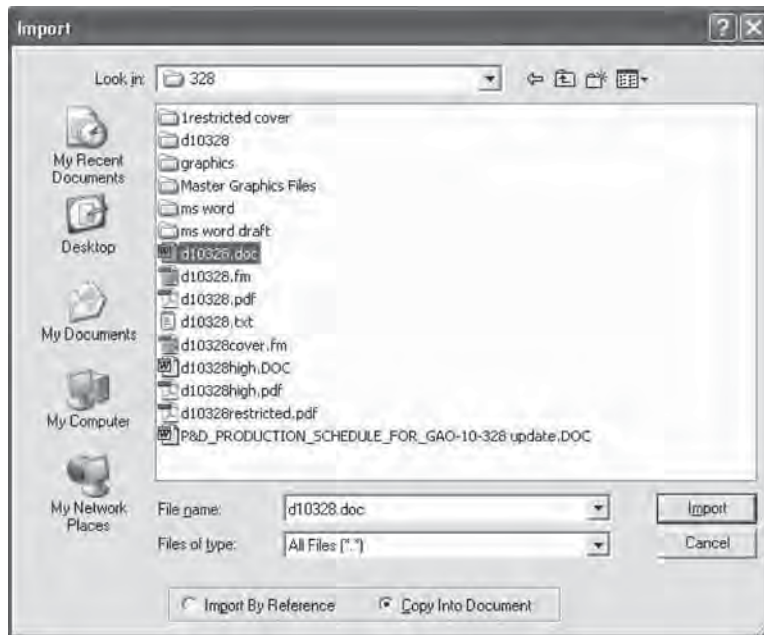 Import
Look in: 328
1restricted cover
d10328
graphics
Master Graphics Files
ms word
ms word draft
d10328.doc
d10328.fm
d10328.pdf
d10328.txt
d10328cover.fm
d10328high.DOC
d10328high.pdf
d10328restricted.pdf
P&D_PRODUCTION_SCHEDULE_FOR_GAO-10-328 update.DOC
My Recent
Documents
Desktop
My Documents
My Computer
My Network
Places
File name: d10328.doc Import
Files of type: All Files (*.*) Cancel
Import By Reference Copy Into Document